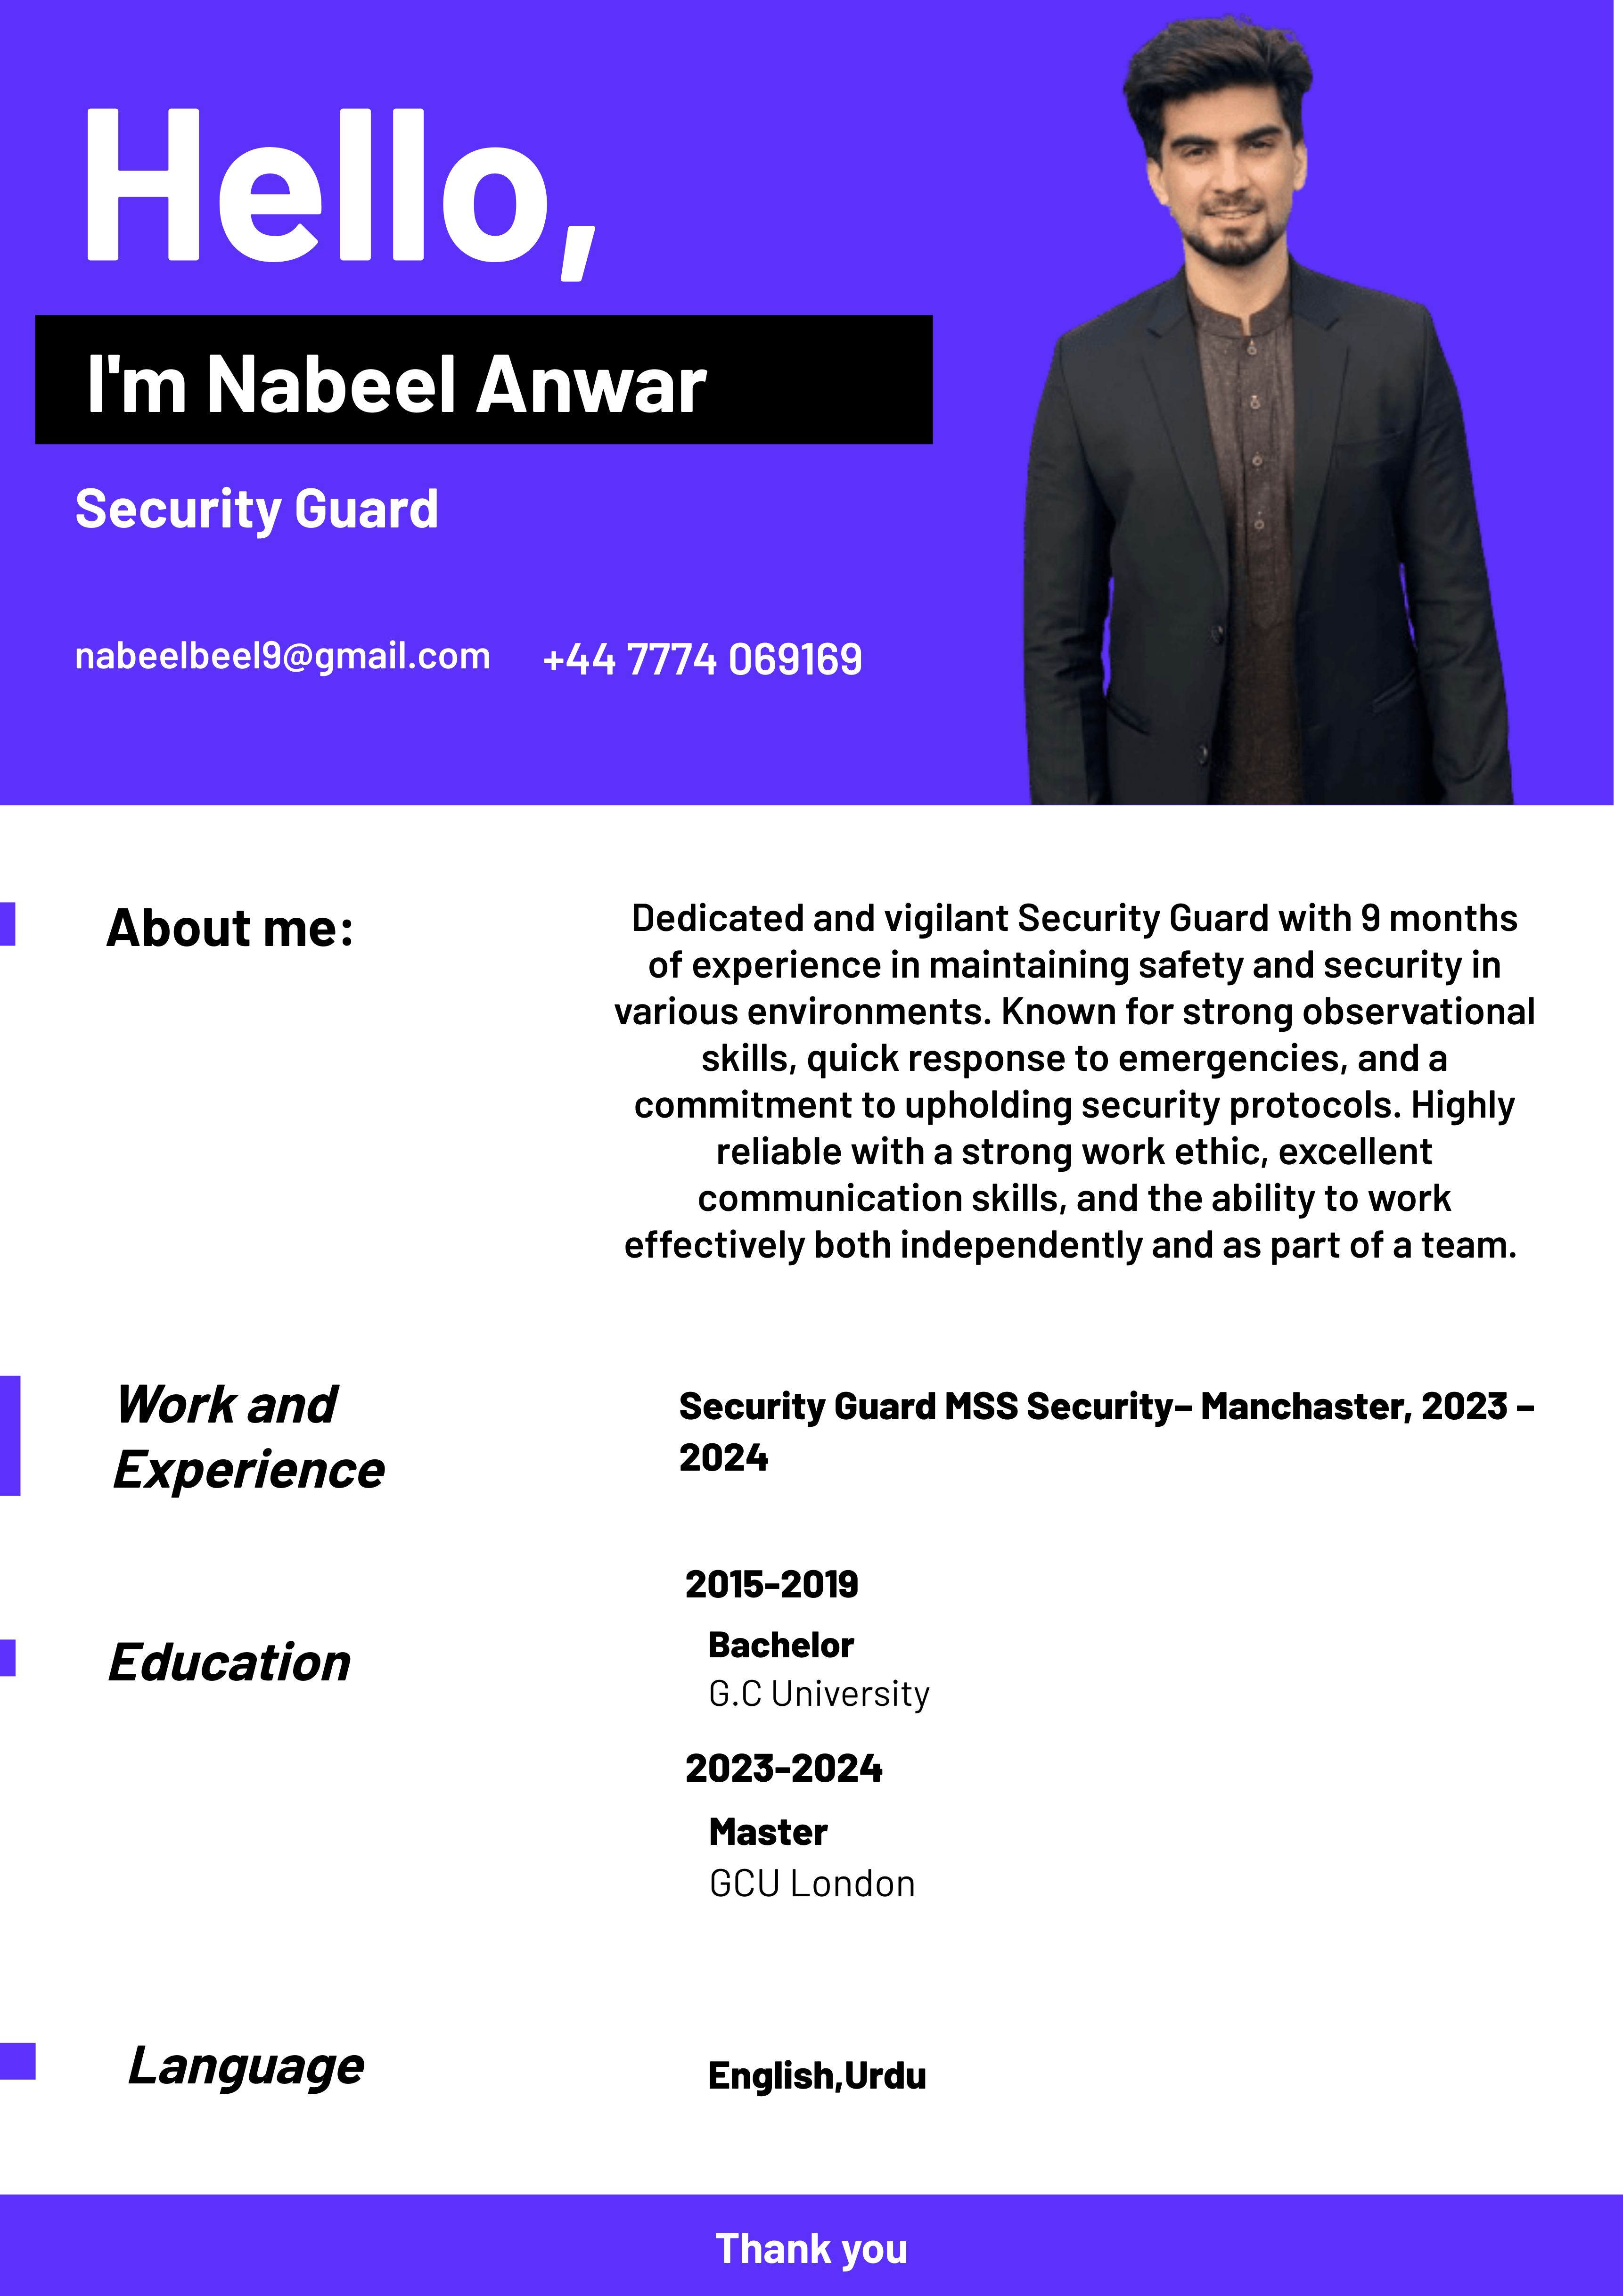 Hello,
I'm Nabeel Anwar
Security Guard
nabeelbeel9@gmail.com +44 7774 069169
About me:
Dedicated and vigilant Security Guard with 9 months
of experience in maintaining safety and security in
various environments. Known for strong observational
skills, quick response to emergencies, and a
commitment to upholding security protocols. Highly
reliable with a strong work ethic, excellent
communication skills, and the ability to work
effectively both independently and as part of a team.
Work and
Experience
Security Guard MSS Security– Manchaster, 2023 –
2024
Education
2015-2019
Bachelor
G.C University
2023-2024
Master
GCU London
Language
English,Urdu
Thank you